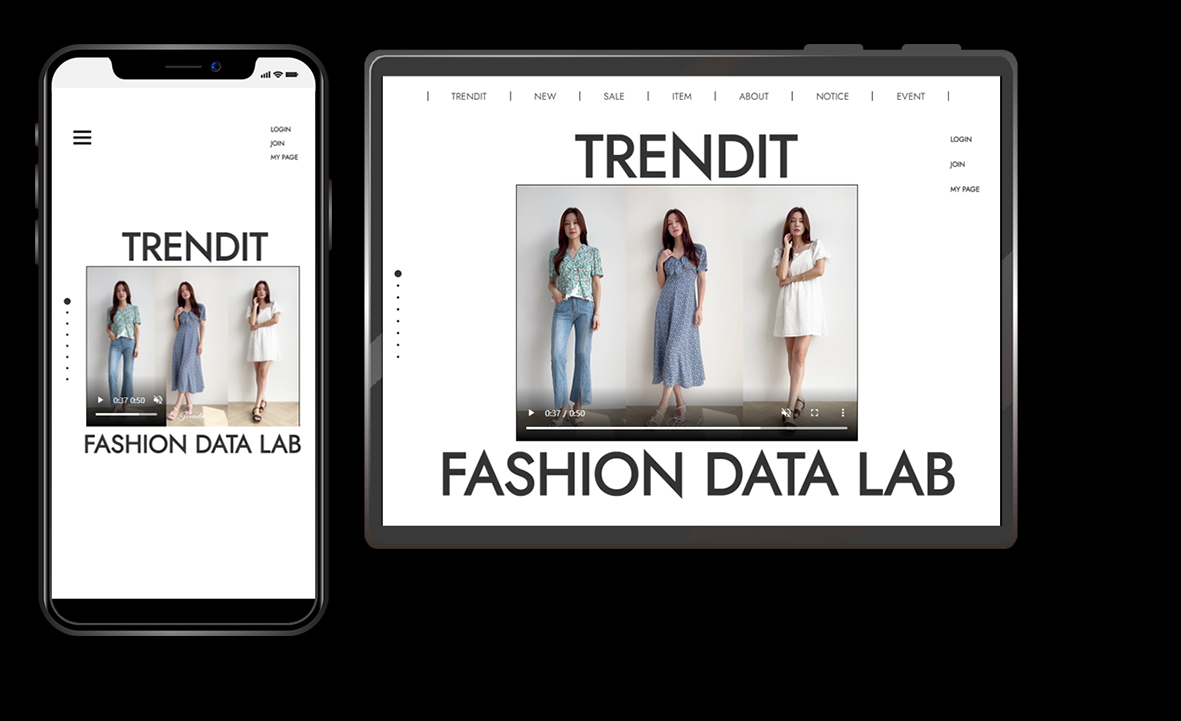 LOGIN
JOIN
MY PAGE
TRENDIT
0:37 0:50
FASHION DATA LAB
TRENDIT NEW SALE ITEM ABOUT NOTICE EVENT
TRENDIT
LOGIN
JOIN
MY PAGE
0:37 / 0:50
FASHION DATA LAB